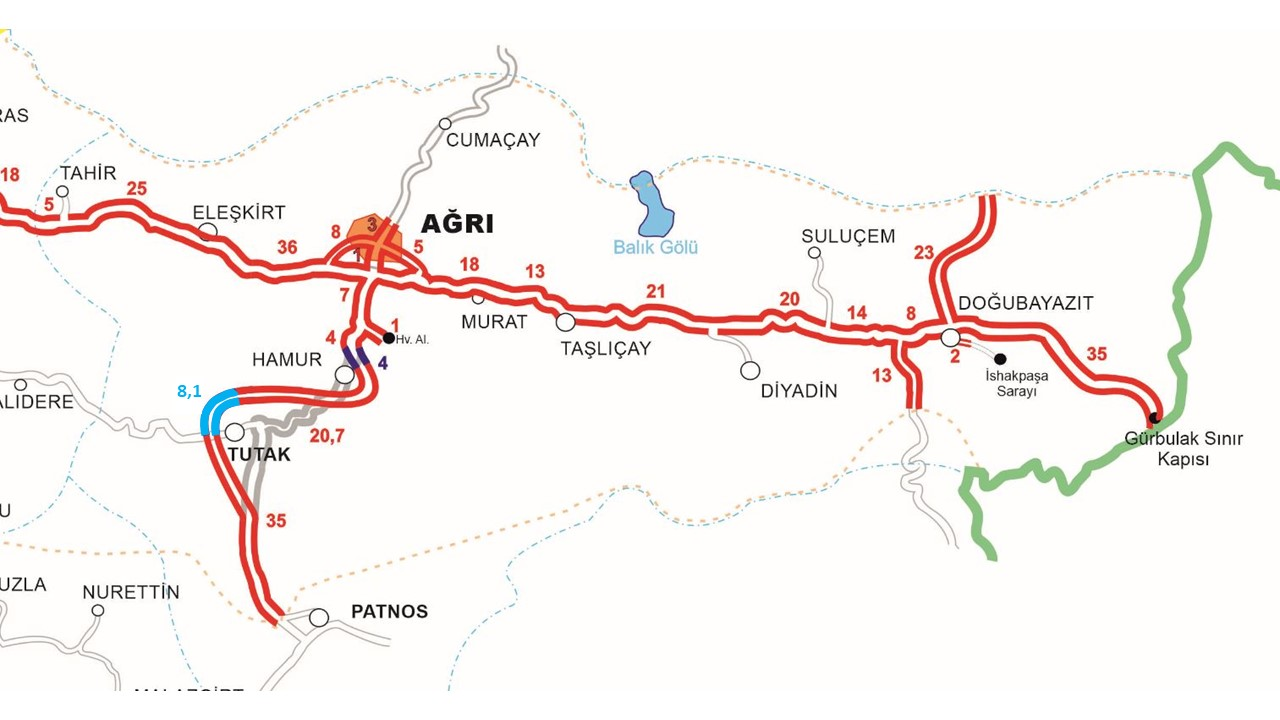 RAS
CUMAÇAY
18
TAHİR
25
5
ELEŞKİRT
AĞRI
3
8
36
1
5
Balık Gölü
SULUÇEM
23
18
13
21
20
14
8
DOĞUBAYAZIT
7
MURAT
TAŞLIÇAY
4
1
Hv. Al.
HAMUR
4
2
35
13
DİYADİN
İshakpaşa
Sarayı
8,1
ALIDERE
20,7
TUTAK
Gürbulak Sınır
Kapısı
U
35
UZLA
NURETTİN
PATNOS